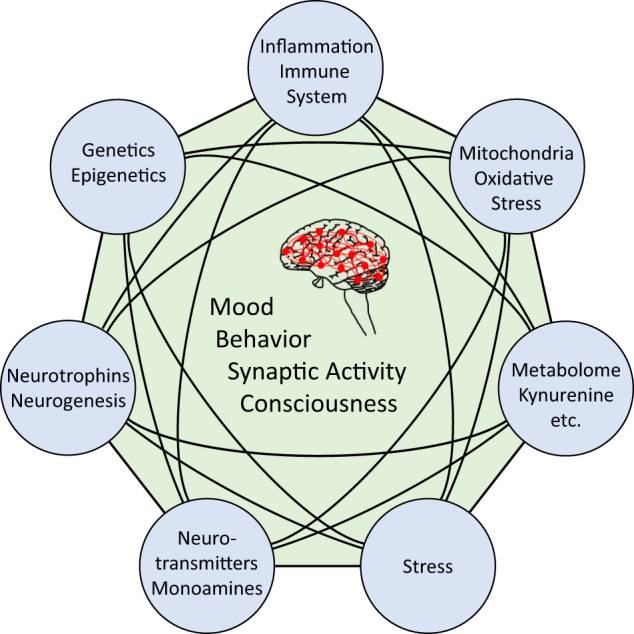 Inflammation
Immune
System
Genetics
Epigenetics
Mitochondria
Oxidative
Stress
Mood
Behavior
Synaptic Activity
Consciousness
Neurotrophins
Neurogenesis
Metabolome
Kynurenine
etc.
Neuro-
transmitters
Monoamines
Stress